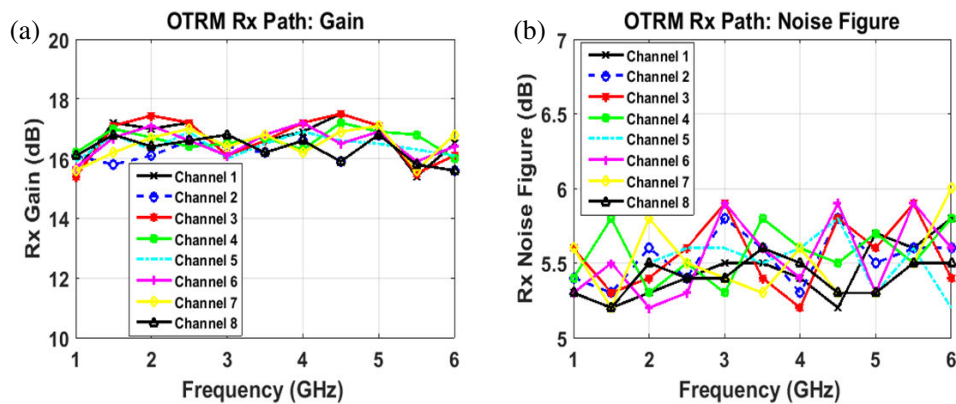 (a)
OTRM Rx Path: Gain
20
18
16
14
12
10
Rx Gain (dB)
Channel 1
Channel 2
Channel 3
Channel 4
Channel 5
Channel 6
Channel 7
Channel 8
1 2 3 4 5 6
Frequency (GHz)
(b)
OTRM Rx Path: Noise Figure
7
6.5
6
5.5
5
Rx Noise Figure (dB)
Channel 1
Channel 2
Channel 3
Channel 4
Channel 5
Channel 6
Channel 7
Channel 8
1 2 3 4 5 6
Frequency (GHz)